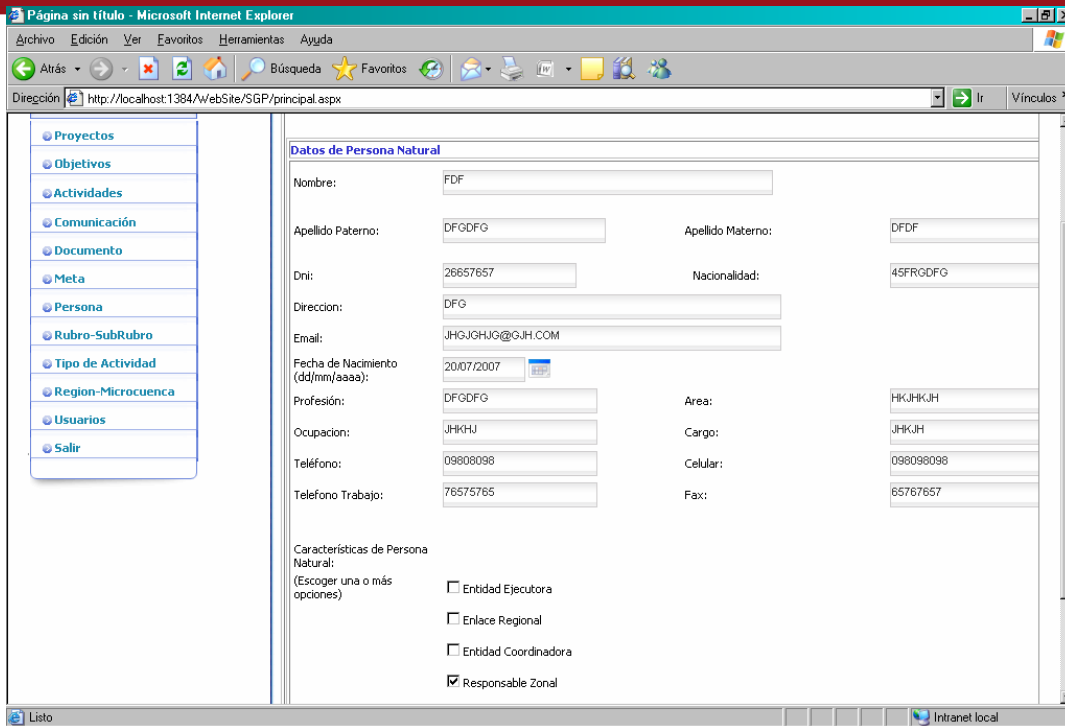 Página sin título - Microsoft Internet Explorer
Archivo Edición Ver Favoritos Herramientas Ayuda
Atrás Búsqueda Favoritos
Dirección http://localhost:1384/WebSite/SGP/principal.aspx Ir Vínculos
Proyectos
Objetivos
Actividades
Comunicación
Documento
Meta
Persona
Rubro-SubRubro
Tipo de Actividad
Region-Microcuenca
Usuarios
Salir
Datos de Persona Natural
Nombre: FDF
Apellido Paterno: DFGDFG Apellido Materno: DFDF
Dni: 26657657 Nacionalidad: 45FRGDFG
Direccion: DFG
Email: JHGJGHJG@GJH.COM
Fecha de Nacimiento
(dd/mm/aaaa): 20/07/2007
Profesión: DFGDFG Area: HKJHKJH
Ocupacion: JHKHJ Cargo: JHKJH
Teléfono: 09808098 Celular: 098098098
Telefono Trabajo: 76575765 Fax: 65767657
Características de Persona
Natural:
(Escoger una o más
opciones)
Entidad Ejecutora
Enlace Regional
Entidad Coordinadora
Responsable Zonal
Listo Intranet local